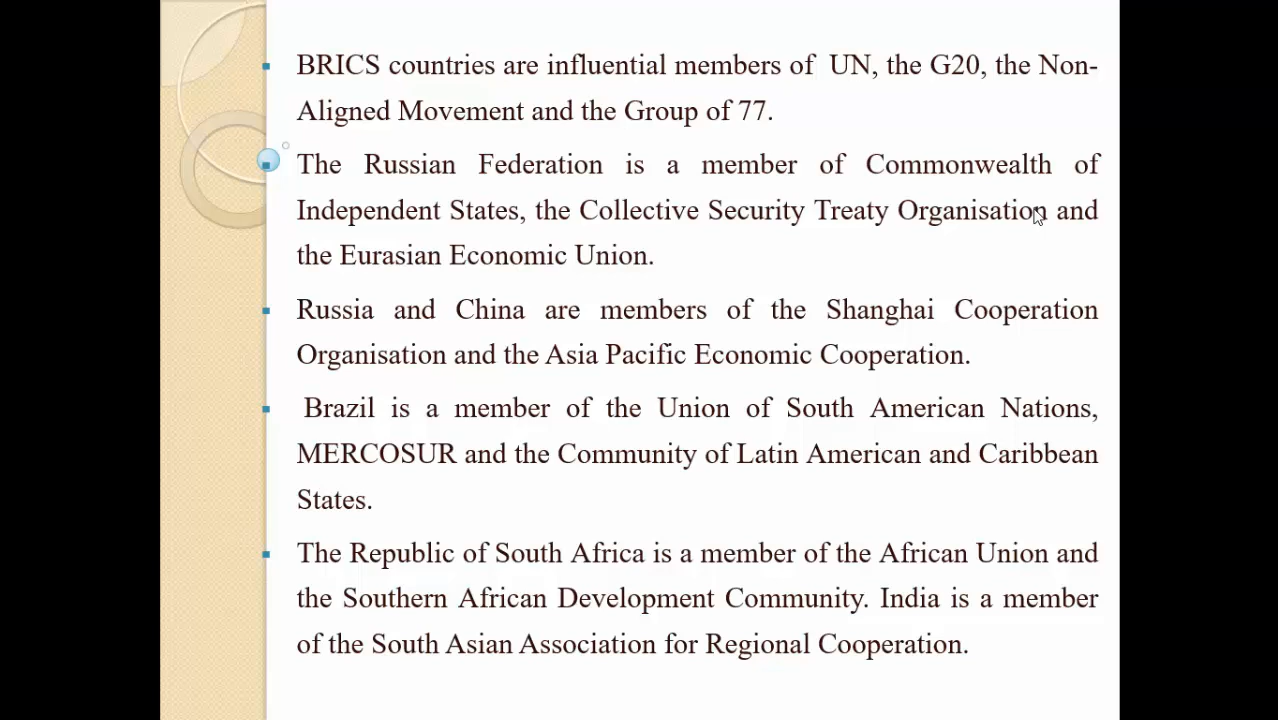 BRICS countries are influential members of UN, the G20, the Non-
Aligned Movement and the Group of 77.
The Russian Federation is a member of Commonwealth of
Independent States, the Collective Security Treaty Organisation and
the Eurasian Economic Union.
Russia and China are members of the Shanghai Cooperation
Organisation and the Asia Pacific Economic Cooperation.
Brazil is a member of the Union of South American Nations,
MERCOSUR and the Community of Latin American and Caribbean
States.
The Republic of South Africa is a member of the African Union and
the Southern African Development Community. India is a member
of the South Asian Association for Regional Cooperation.